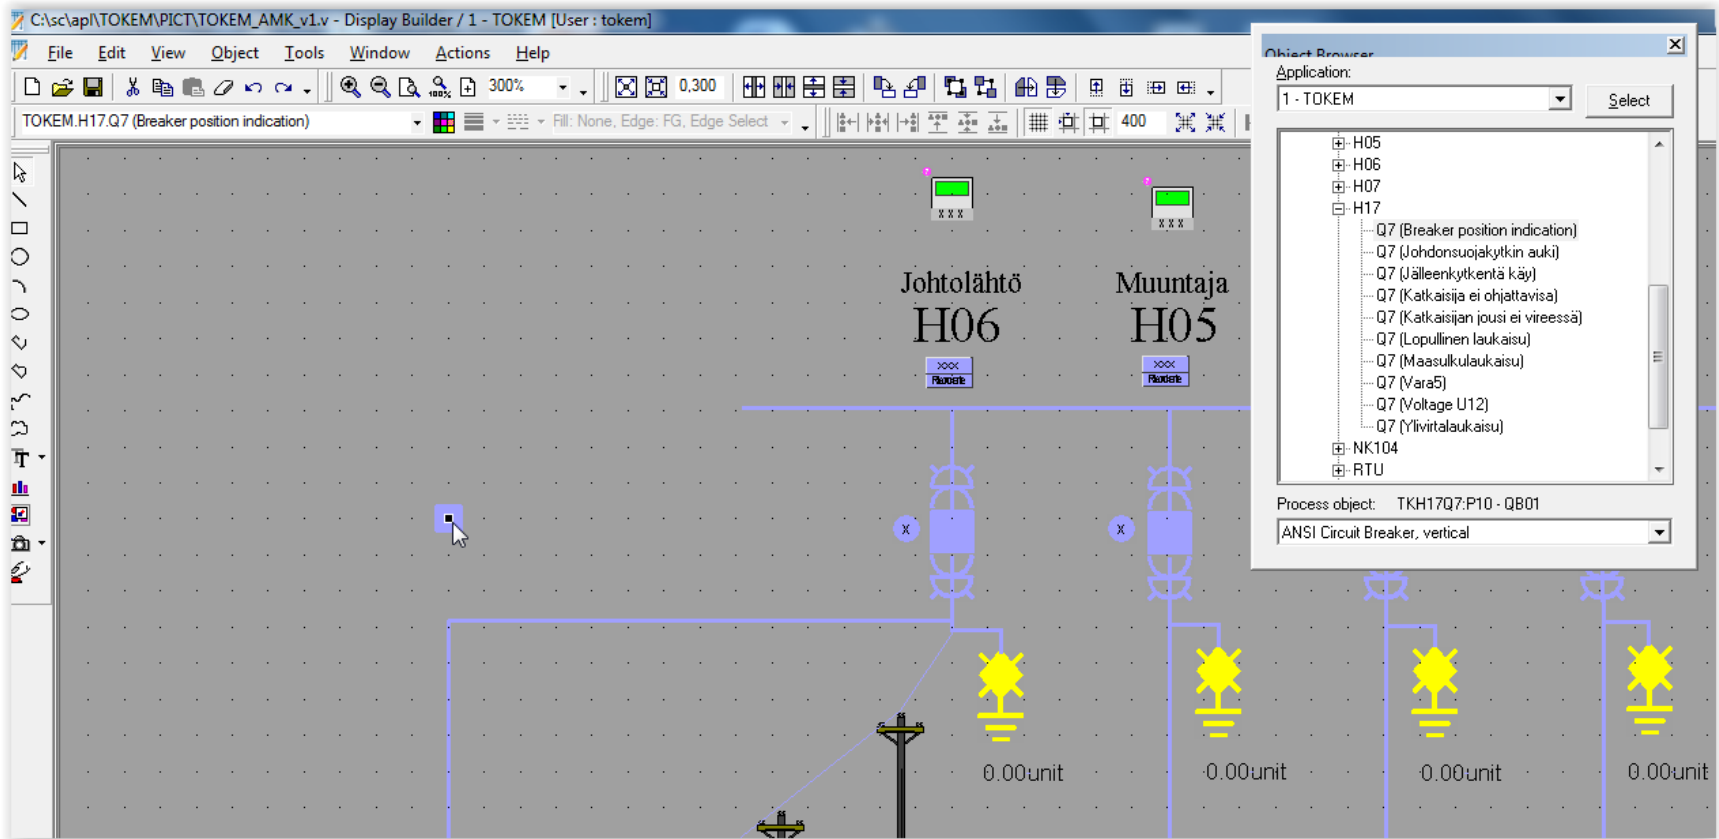 C:\sc\apl\TOKEM\PICT\TOKEM_AMK_v1.v - Display Builder / 1 - TOKEM [User : tokem]
File Edit View Object Tools Window Actions Help
100% 300% 0,300
TOKEM.H17.Q7 (Breaker position indication) Fill: None, Edge: FG, Edge Select 400
Object Browser
Application:
1 - TOKEM Select
H05
H06
H07
H17
Q7 (Breaker position indication)
Q7 (Johdonsuojakytkin auki)
Q7 (Jälleenkytkentä käy)
Q7 (Katkaisija ei ohjattavisa)
Q7 (Katkaisijan jousi ei vireessä)
Q7 (Lopullinen laukaisu)
Q7 (Maasulkulaukaisu)
Q7 (Vara5)
Q7 (Voltage U12)
Q7 (Ylivirtalaukaisu)
NK104
RTU
Process object: TKH17Q7:P10 - QB01
ANSI Circuit Breaker, vertical
XXX XXX
Johtolähtö Muuntaja
H06 H05
XXX XXX
X X
0.00unit 0.00unit 0.00unit 0.00unit